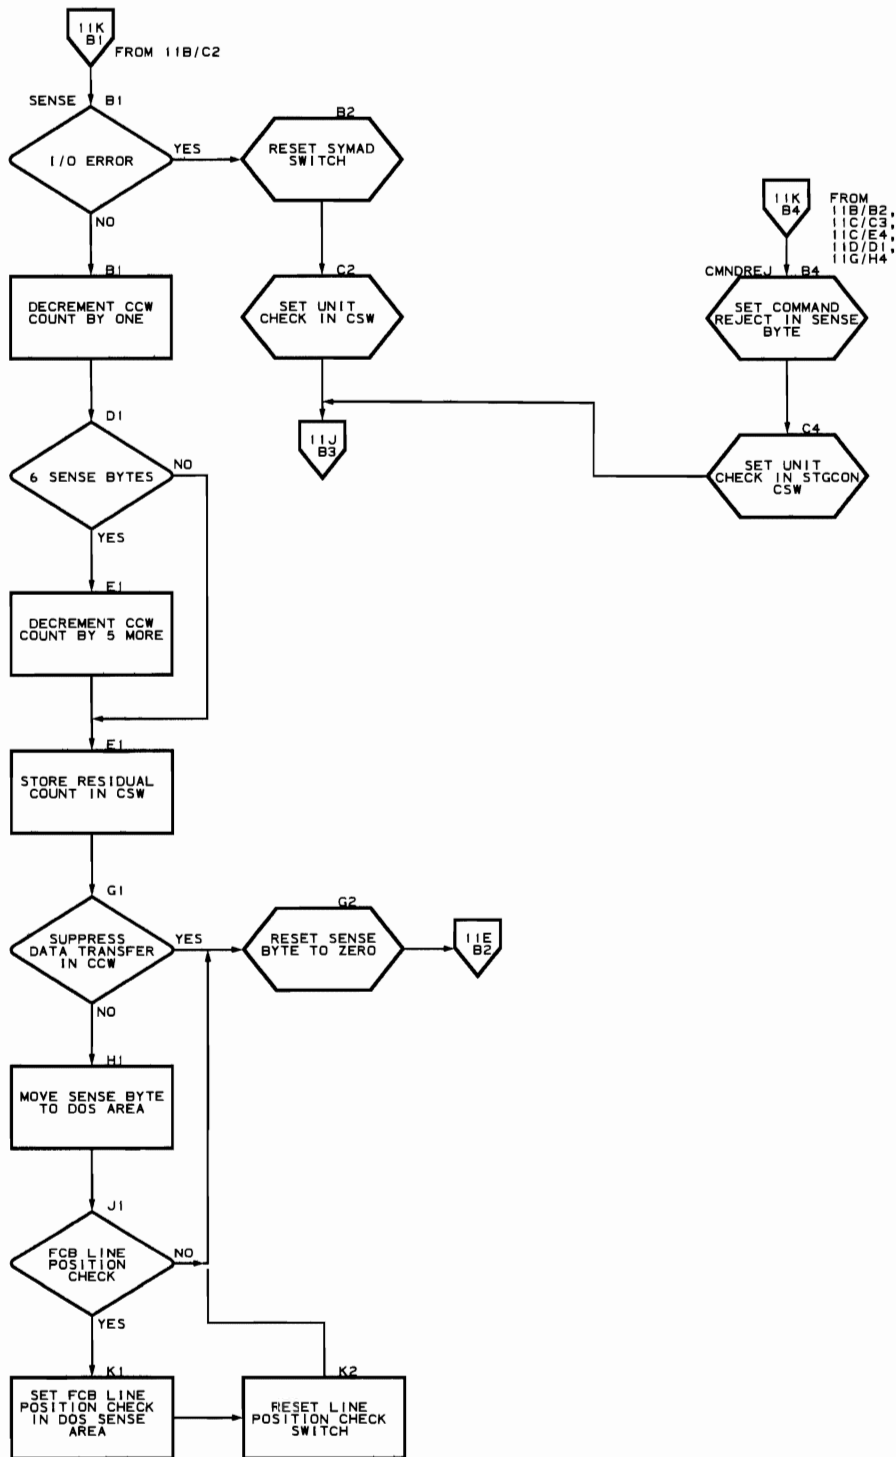 11K
B1
FROM 11B/C2
SENSE B1
I/O ERROR
YES
NO
B2
RESET SYMAD
SWITCH
C2
SET UNIT
CHECK IN CSW
11J
B3
11K
B4
FROM
11B/B2,
11C/C3,
11C/E4,
11D/D1,
11G/H4
CMNDREJ B4
SET COMMAND
REJECT IN SENSE
BYTE
C4
SET UNIT
CHECK IN STGCON
CSW
B1
DECREMENT CCW
COUNT BY ONE
D1
6 SENSE BYTES
NO
YES
E1
DECREMENT CCW
COUNT BY 5 MORE
E1
STORE RESIDUAL
COUNT IN CSW
G1
SUPPRESS
DATA TRANSFER
IN CCW
YES
NO
G2
RESET SENSE
BYTE TO ZERO
11E
B2
H1
MOVE SENSE BYTE
TO DOS AREA
J1
FCB LINE
POSITION
CHECK
NO
YES
K1
SET FCB LINE
POSITION CHECK
IN DOS SENSE
AREA
K2
RESET LINE
POSITION CHECK
SWITCH